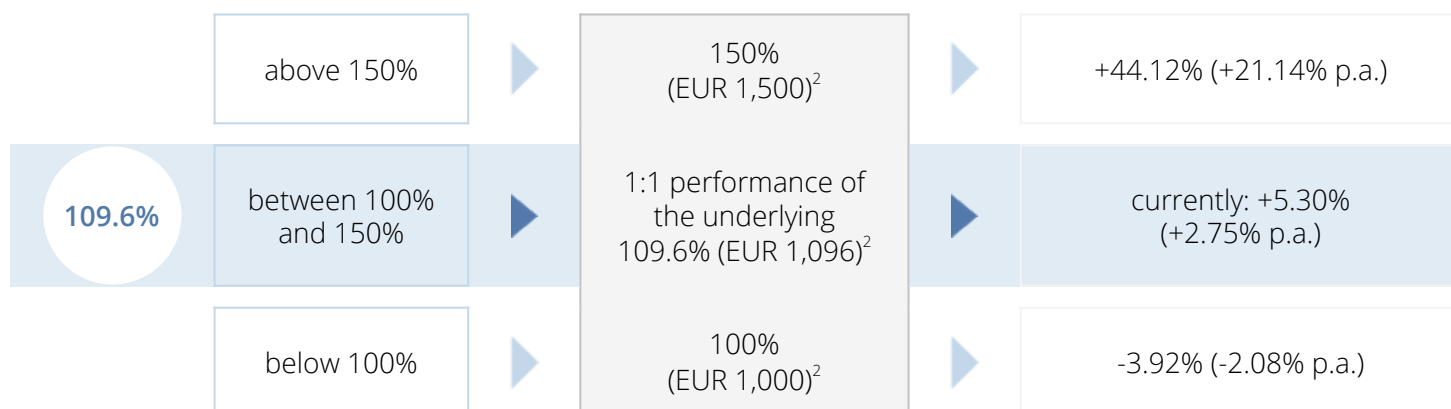 above 150%
150%
(EUR 1,500)²
+44.12% (+21.14% p.a.)
109.6%
between 100%
and 150%
1:1 performance of
the underlying
109.6% (EUR 1,096)²
currently: +5.30%
(+2.75% p.a.)
below 100%
100%
(EUR 1,000)²
-3.92% (-2.08% p.a.)